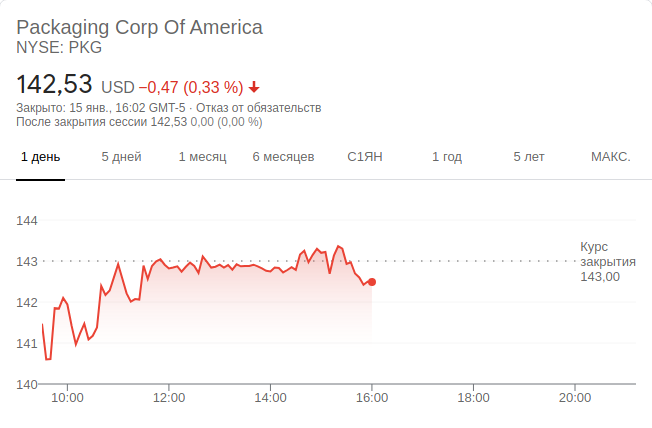 Packaging Corp Of America
NYSE: PKG
142,53 USD −0,47 (0,33 %)
Закрыто: 15 янв., 16:02 GMT-5 · Отказ от обязательств
После закрытия сессии 142,53 0,00 (0,00 %)
1 день 5 дней 1 месяц 6 месяцев С1ЯН 1 год 5 лет МАКС.
144
143
142
141
140
Курс
закрытия
143,00
10:00 12:00 14:00 16:00 18:00 20:00